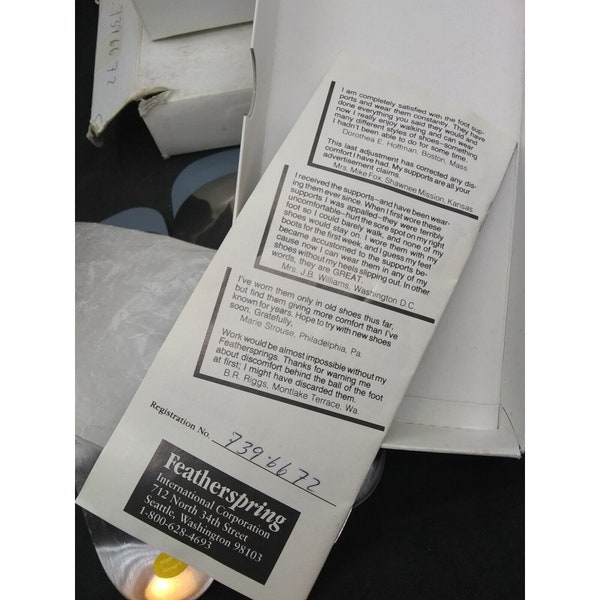 7396672
I am completely satisfied with the foot sup-
ports and wear them constantly. They have
done everything you said they would and
now I really enjoy walking and can wear
many different styles of shoes—something
I hadn't been able to do for some time
Dorothea E. Hoffman, Boston, Mass.
This last adjustment has corrected any dis-
comfort I have had. My supports are all your
advertisement claims.
Mrs. Mike Fox, Shawnee Mission, Kansas
I received the supports—and have been wear-
ing them ever since. When I first wore these
supports I was appalled—they were terribly
uncomfortable—hurt the sore spot on my right
foot so I could barely walk, and none of my
shoes would stay on. I wore them with my
boots for the first week, and I guess my feet
became accustomed to the supports be-
cause now I can wear them in any of my
shoes without my heels slipping out. In other
words, they are GREAT.
Mrs. J.B. Williams, Washington D.C
I've worn them only in old shoes thus far,
but find them giving more comfort than I've
known for years. Hope to try with new shoes
soon. Gratefully,
Marie Strouse, Philadelphia, Pa.
Work would be almost impossible without my
Feathersprings. Thanks for warning me
about discomfort behind the ball of the foot
at first; I might have discarded them.
B.R. Riggs, Montlake Terrace, Wa.
Registration No. 739-6672
Featherspring
International Corporation
712 North 34th Street
Seattle, Washington 98103
1-800-628-4693